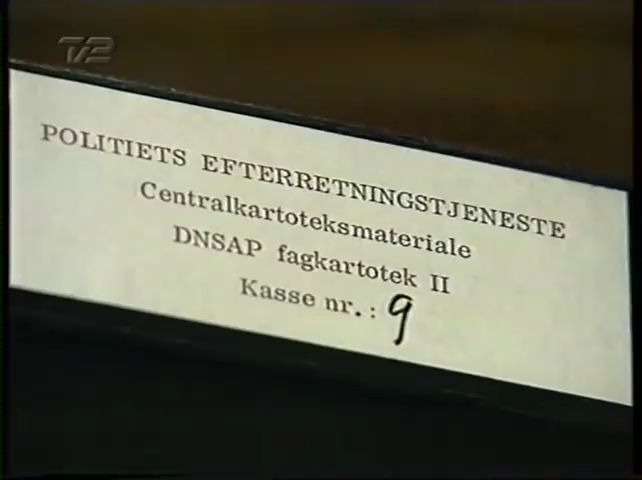 TV2
POLITIETS EFTERRETNINGSTJENESTE
Centralkartoteksmateriale
DNSAP fagkartotek II
Kasse nr.: 9